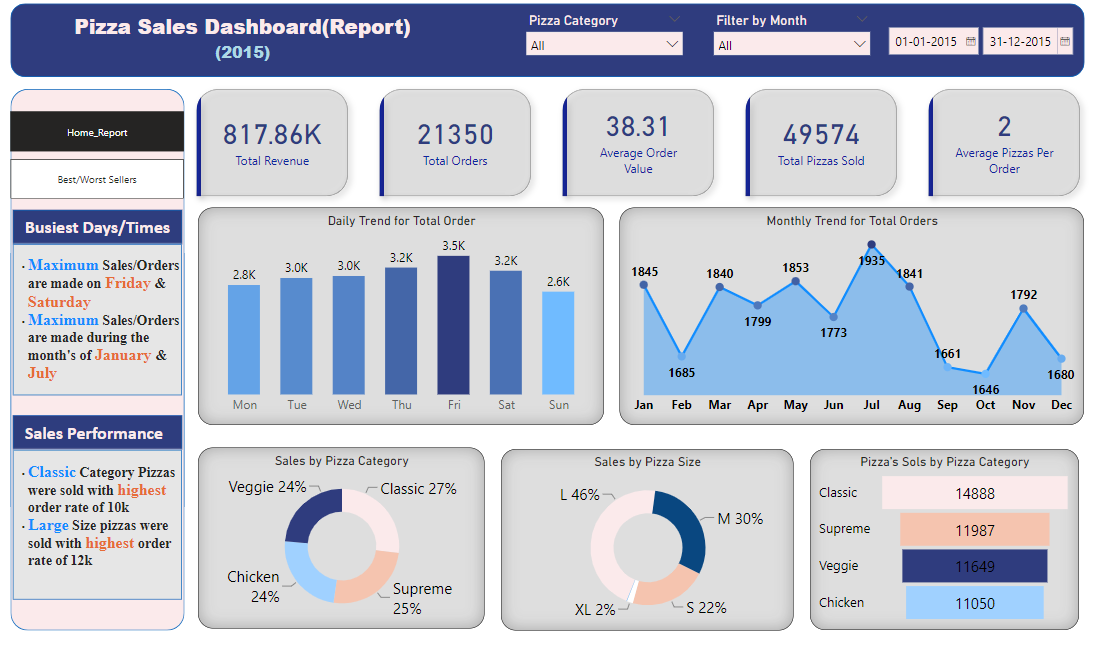 Pizza Sales Dashboard(Report)
(2015)
Pizza Category
All
Filter by Month
All
01-01-2015
31-12-2015
Home_Report
Best/Worst Sellers
Busiest Days/Times
· Maximum Sales/Orders
are made on Friday &
Saturday
· Maximum Sales/Orders
are made during the
month's of January &
July
Sales Performance
· Classic Category Pizzas
were sold with highest
order rate of 10k
· Large Size pizzas were
sold with highest order
rate of 12k
817.86K
Total Revenue
21350
Total Orders
38.31
Average Order
Value
49574
Total Pizzas Sold
2
Average Pizzas Per
Order
Daily Trend for Total Order
2.8K
3.0K
3.0K
3.2K
3.5K
3.2K
2.6K
Mon
Tue
Wed
Thu
Fri
Sat
Sun
Monthly Trend for Total Orders
1845
1685
1840
1799
1853
1773
1935
1841
1661
1646
1792
1680
Jan
Feb
Mar
Apr
May
Jun
Jul
Aug
Sep
Oct
Nov
Dec
Sales by Pizza Category
Veggie 24%
Classic 27%
Chicken
24%
Supreme
25%
Sales by Pizza Size
L 46%
M 30%
XL 2%
S 22%
Pizza's Sols by Pizza Category
Classic
14888
Supreme
11987
Veggie
11649
Chicken
11050